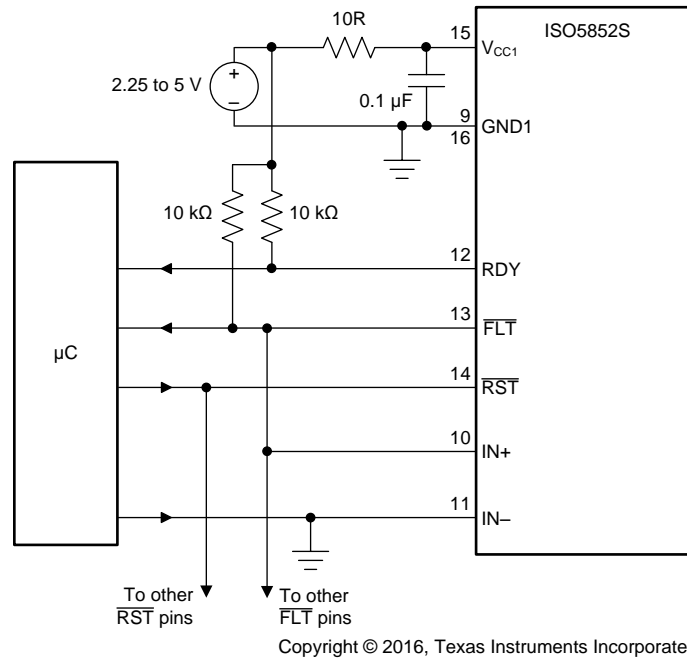 ISO5852S
10R
15
VCC1
2.25 to 5 V
+
–
0.1 µF
9
16
GND1
10 kΩ
10 kΩ
12
RDY
13
FLT
µC
14
RST
10
IN+
11
IN–
To other
RST pins
To other
FLT pins
Copyright © 2016, Texas Instruments Incorporate